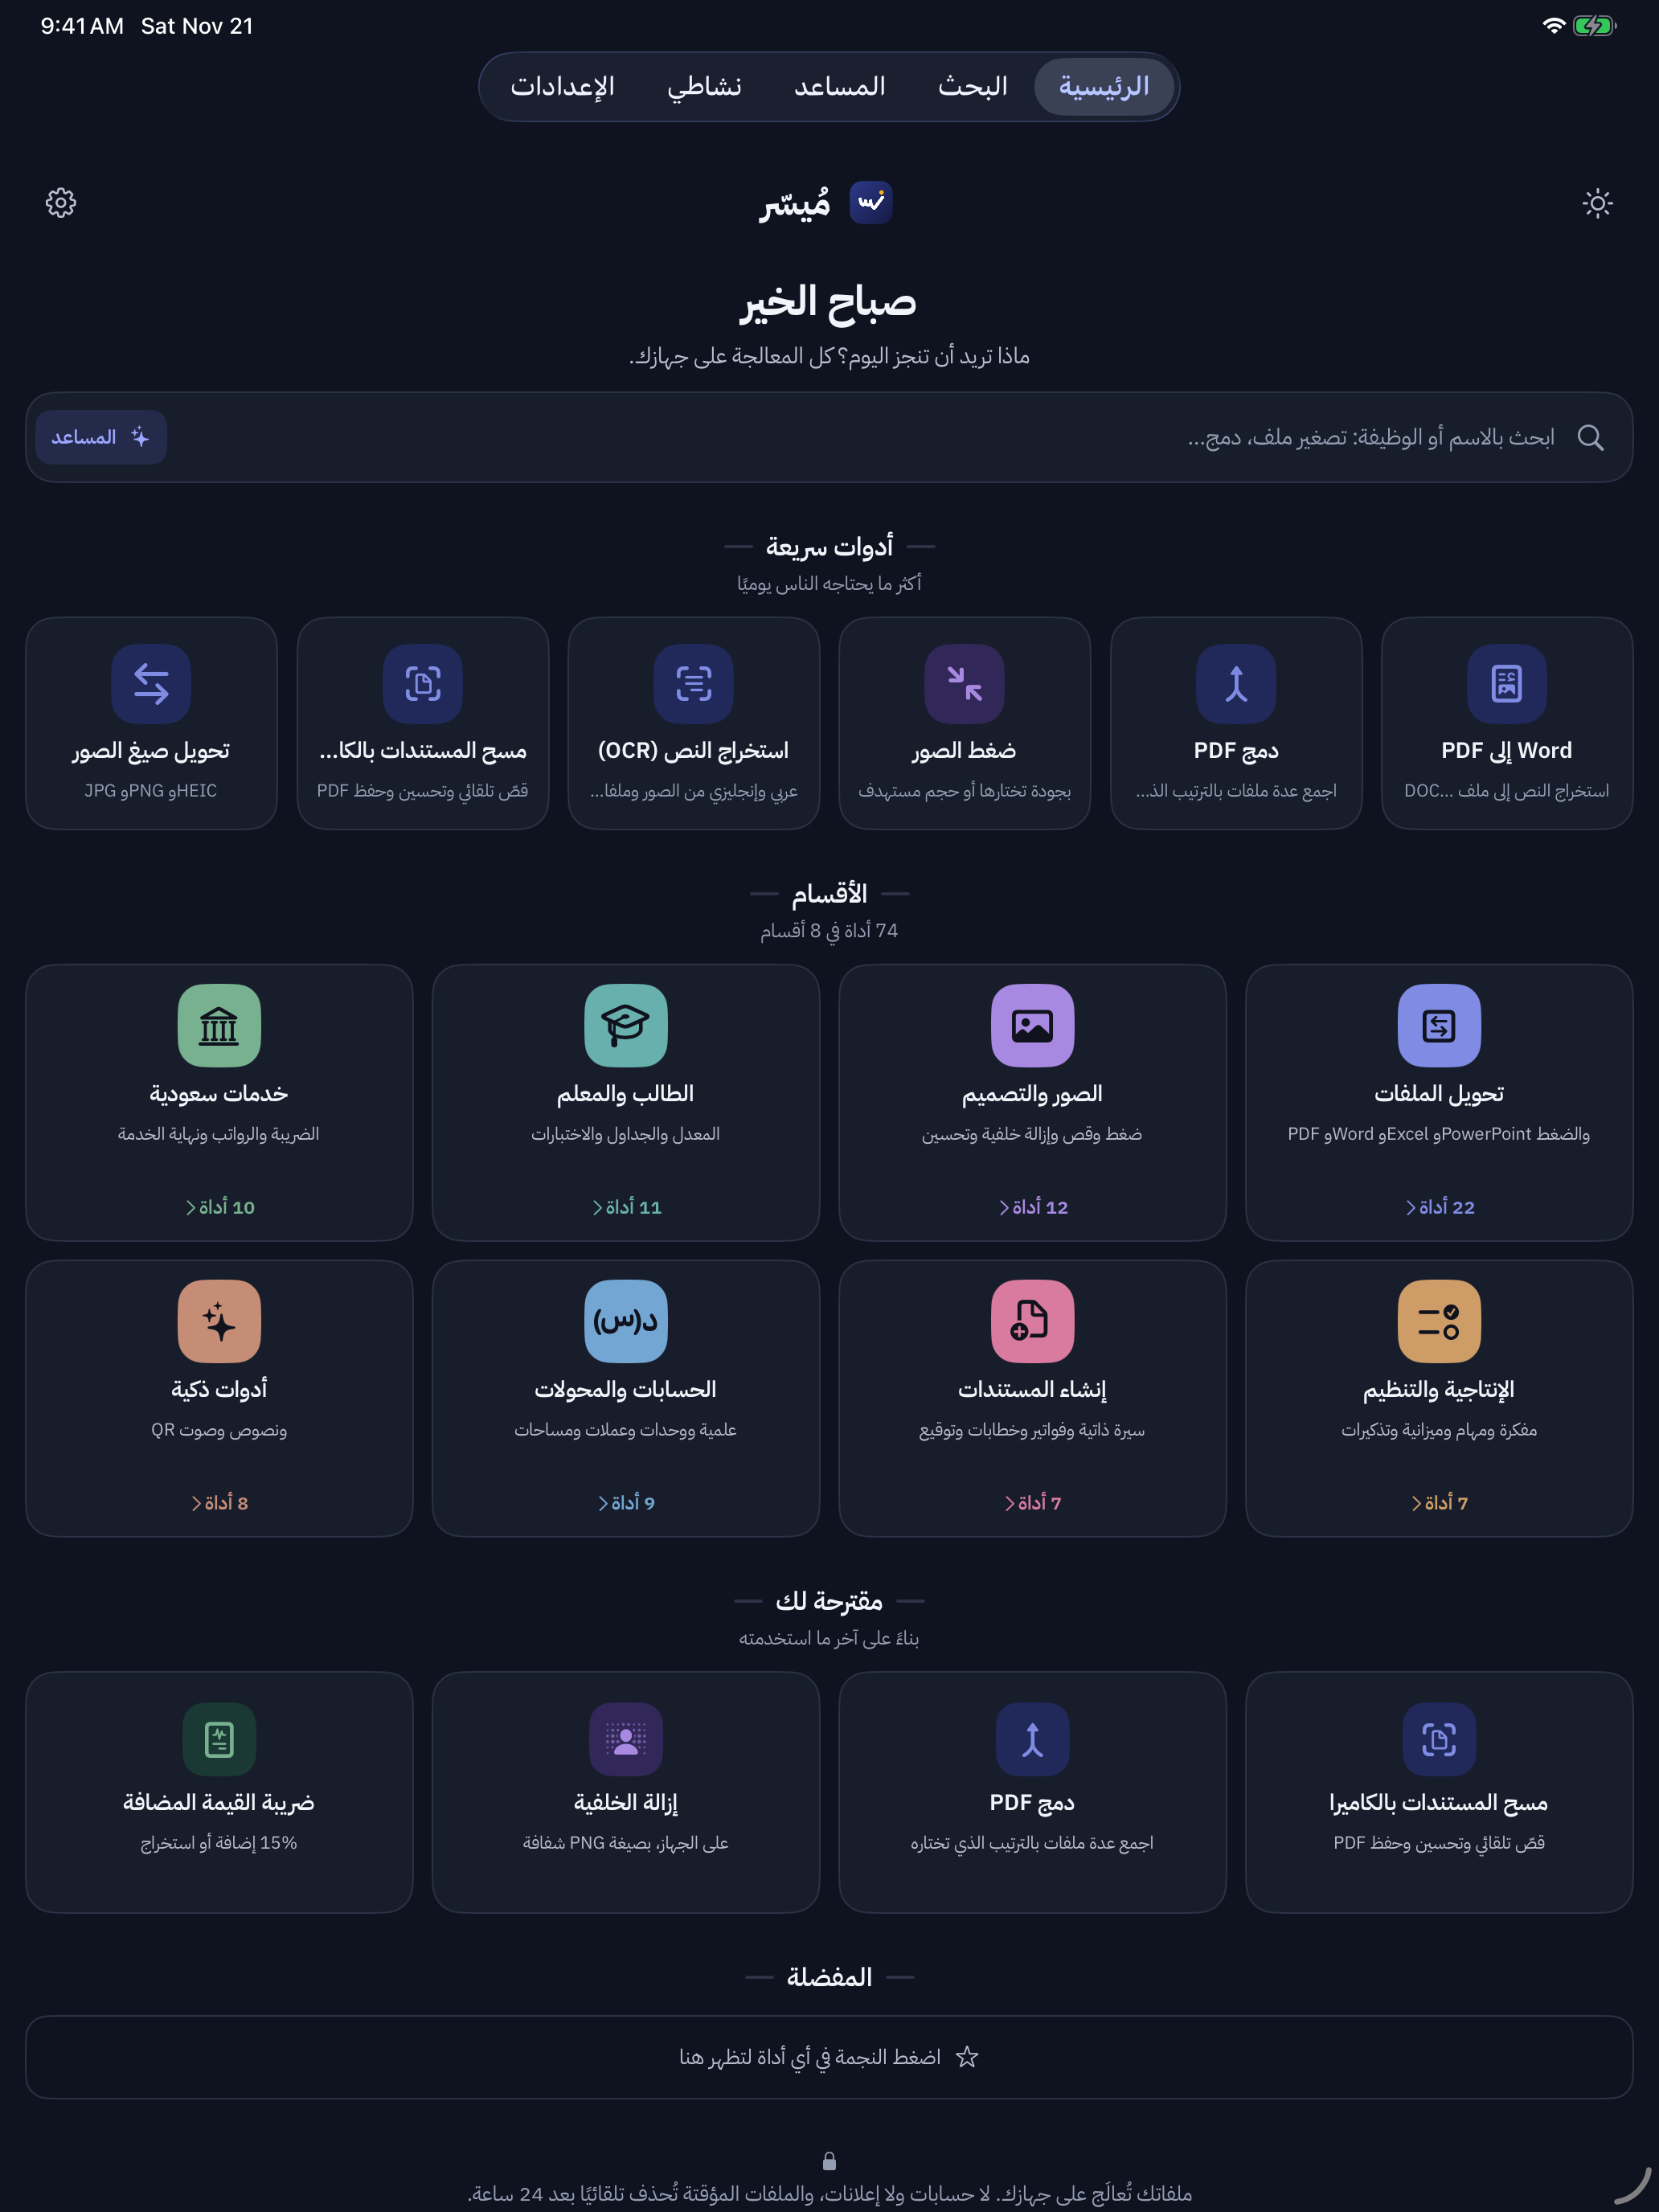 9:41 AM Sat Nov 21
الرئيسية
البحث
المساعد
نشاطي
الإعدادات
مُيسّر
صباح الخير
ماذا تريد أن تنجز اليوم؟ كل المعالجة على جهازك.
ابحث بالاسم أو الوظيفة: تصغير ملف، دمج...
المساعد
أدوات سريعة
أكثر ما يحتاجه الناس يوميًا
PDF إلى Word
استخراج النص إلى ملف DOC...
دمج PDF
اجمع عدة ملفات بالترتيب الذ...
ضغط الصور
بجودة تختارها أو حجم مستهدف
استخراج النص (OCR)
عربي وإنجليزي من الصور وملفا...
مسح المستندات بالكا...
قصّ تلقائي وتحسين وحفظ PDF
تحويل صيغ الصور
JPG وPNG وHEIC
الأقسام
74 أداة في 8 أقسام
تحويل الملفات
PDF وWord وExcel وPowerPoint والضغط
22 أداة
الصور والتصميم
ضغط وقص وإزالة خلفية وتحسين
12 أداة
الطالب والمعلم
المعدل والجداول والاختبارات
11 أداة
خدمات سعودية
الضريبة والرواتب ونهاية الخدمة
10 أداة
الإنتاجية والتنظيم
مفكرة ومهام وميزانية وتذكيرات
7 أداة
إنشاء المستندات
سيرة ذاتية وفواتير وخطابات وتوقيع
7 أداة
د(س)
الحسابات والمحولات
علمية ووحدات وعملات ومساحات
9 أداة
أدوات ذكية
QR ونصوص وصوت
8 أداة
مقترحة لك
بناءً على آخر ما استخدمته
مسح المستندات بالكاميرا
قصّ تلقائي وتحسين وحفظ PDF
دمج PDF
اجمع عدة ملفات بالترتيب الذي تختاره
إزالة الخلفية
على الجهاز، بصيغة PNG شفافة
ضريبة القيمة المضافة
15% إضافة أو استخراج
المفضلة
اضغط النجمة في أي أداة لتظهر هنا
ملفاتك تُعالَج على جهازك. لا حسابات ولا إعلانات، والملفات المؤقتة تُحذف تلقائيًا بعد 24 ساعة.